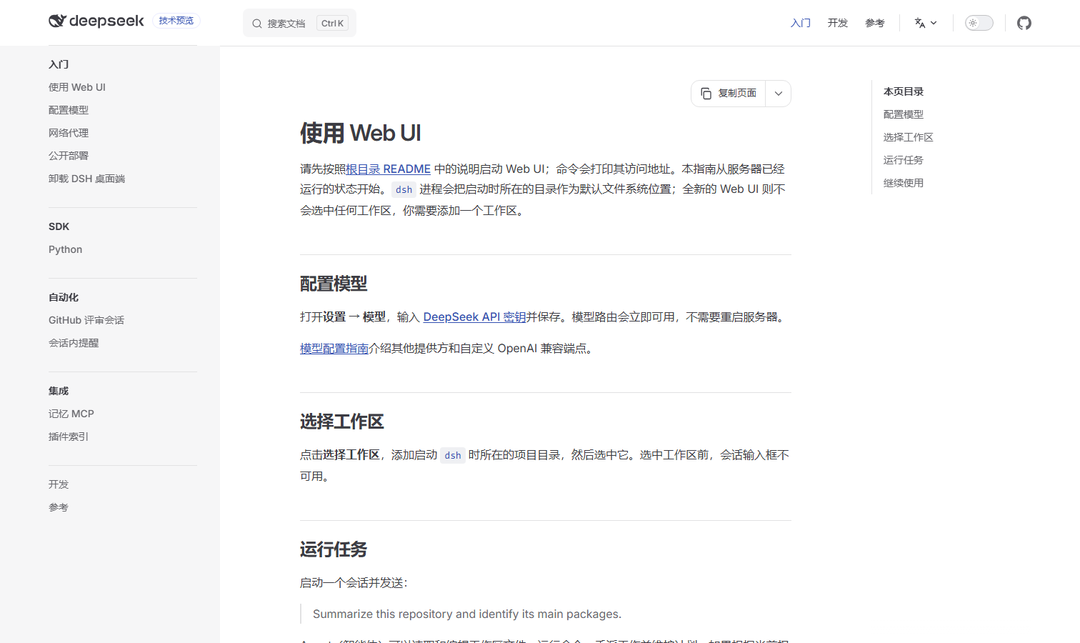 deepseek 技术预览
搜索文档 Ctrl K
入门 开发 参考
入门
使用 Web UI
配置模型
网络代理
公开部署
卸载 DSH 桌面端
SDK
Python
自动化
GitHub 评审会话
会话内提醒
集成
记忆 MCP
插件索引
开发
参考
复制页面
使用 Web UI
请先按照根目录 README 中的说明启动 Web UI；命令会打印其访问地址。本指南从服务器已经
运行的状态开始。 dsh 进程会把启动时所在的目录作为默认文件系统位置；全新的 Web UI 则不
会选中任何工作区，你需要添加一个工作区。
配置模型
打开设置 → 模型，输入 DeepSeek API 密钥并保存。模型路由会立即可用，不需要重启服务器。
模型配置指南介绍其他提供方和自定义 OpenAI 兼容端点。
选择工作区
点击选择工作区，添加启动 dsh 时所在的项目目录，然后选中它。选中工作区前，会话输入框不
可用。
运行任务
启动一个会话并发送：
Summarize this repository and identify its main packages.
本页目录
配置模型
选择工作区
运行任务
继续使用